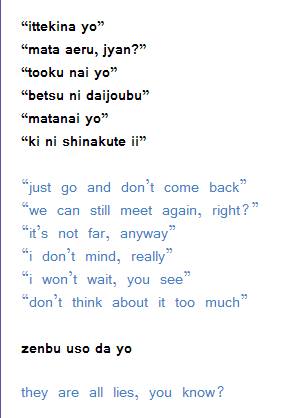 “ittekina yo”
“mata aeru, jyan?”
“tooku nai yo”
“betsu ni daijoubu”
“matanai yo”
“ki ni shinakute ii”
“just go and don’t come back”
“we can still meet again, right?”
“it’s not far, anyway”
“i don’t mind, really”
“i won’t wait, you see”
“don’t think about it too much”
zenbu uso da yo
they are all lies, you know?